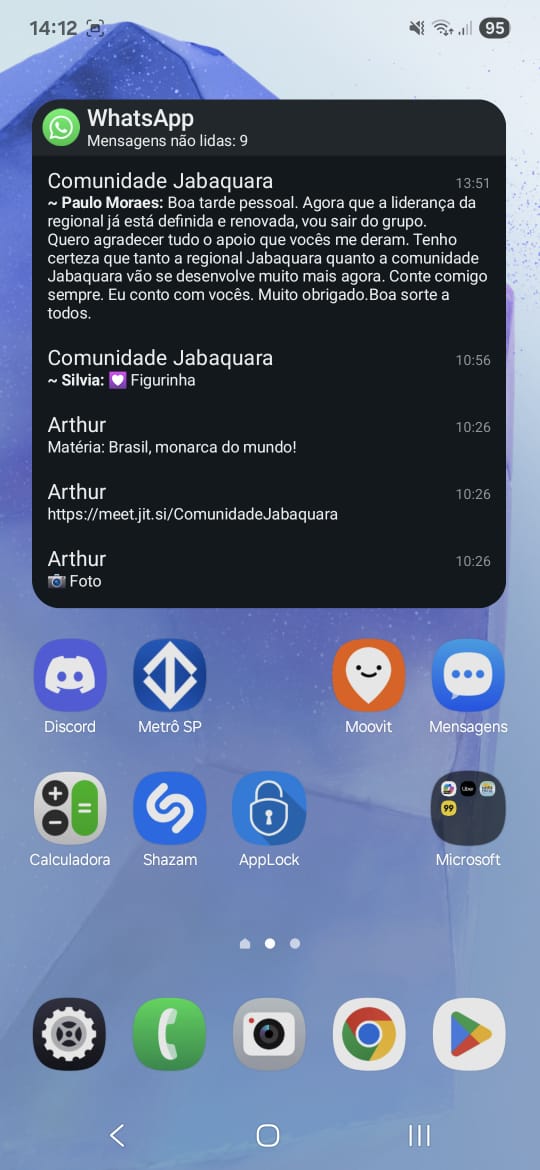 14:12
95
WhatsApp
Mensagens não lidas: 9
Comunidade Jabaquara 13:51
~ Paulo Moraes: Boa tarde pessoal. Agora que a liderança da
regional já está definida e renovada, vou sair do grupo.
Quero agradecer tudo o apoio que vocês me deram. Tenho
certeza que tanto a regional Jabaquara quanto a comunidade
Jabaquara vão se desenvolve muito mais agora. Conte comigo
sempre. Eu conto com vocês. Muito obrigado.Boa sorte a
todos.
Comunidade Jabaquara 10:56
~ Silvia: 💟 Figurinha
Arthur 10:26
Matéria: Brasil, monarca do mundo!
Arthur 10:26
https://meet.jit.si/ComunidadeJabaquara
Arthur 10:26
📷 Foto
Discord
Metrô SP
Moovit
Mensagens
Uber
99
Calculadora
Shazam
AppLock
Microsoft